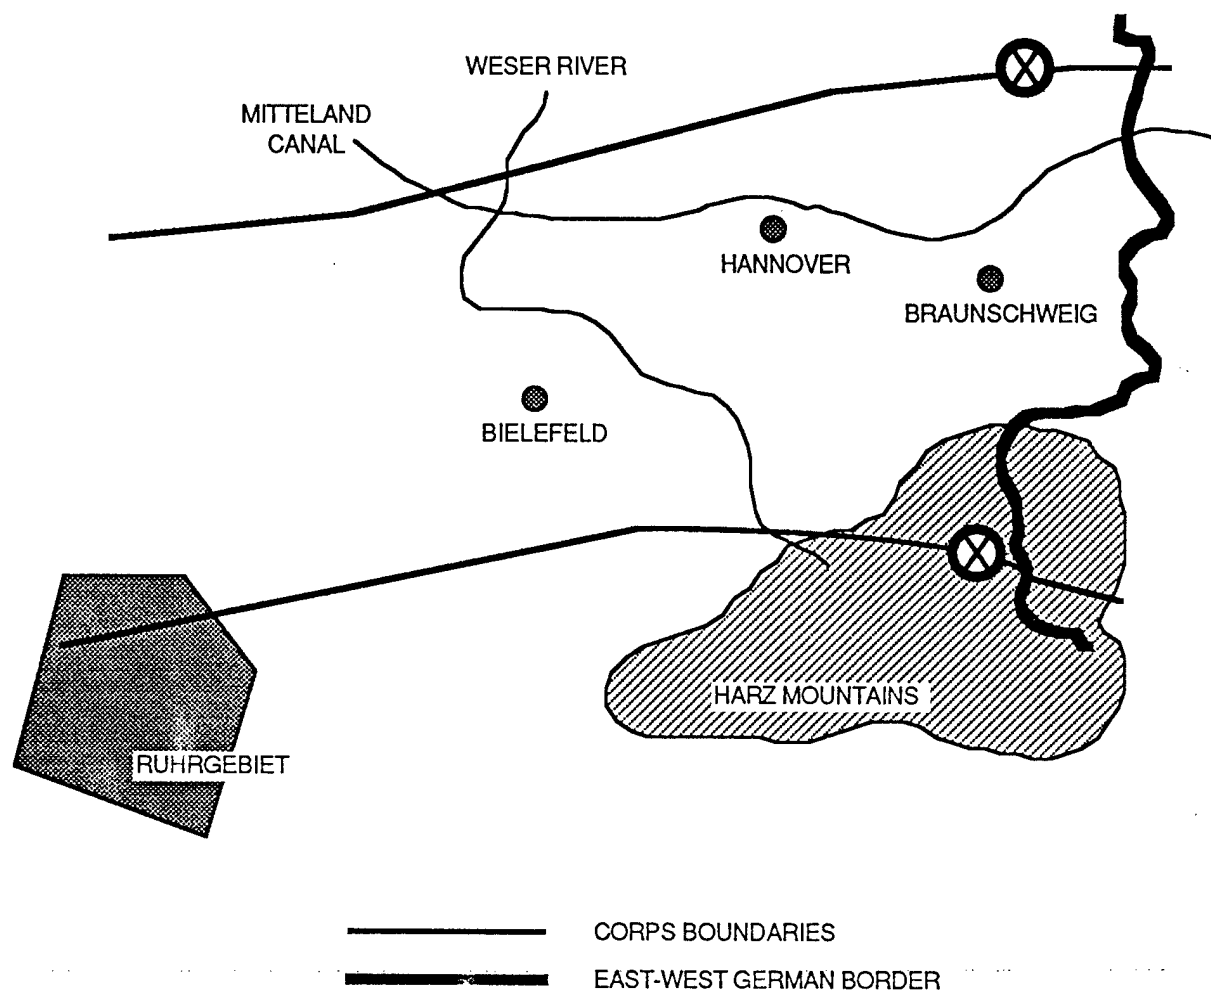 WESER RIVER
MITTELAND
CANAL
HANNOVER
BRAUNSCHWEIG
BIELEFELD
HARZ MOUNTAINS
RUHRGEBIET
CORPS BOUNDARIES
EAST-WEST GERMAN BORDER